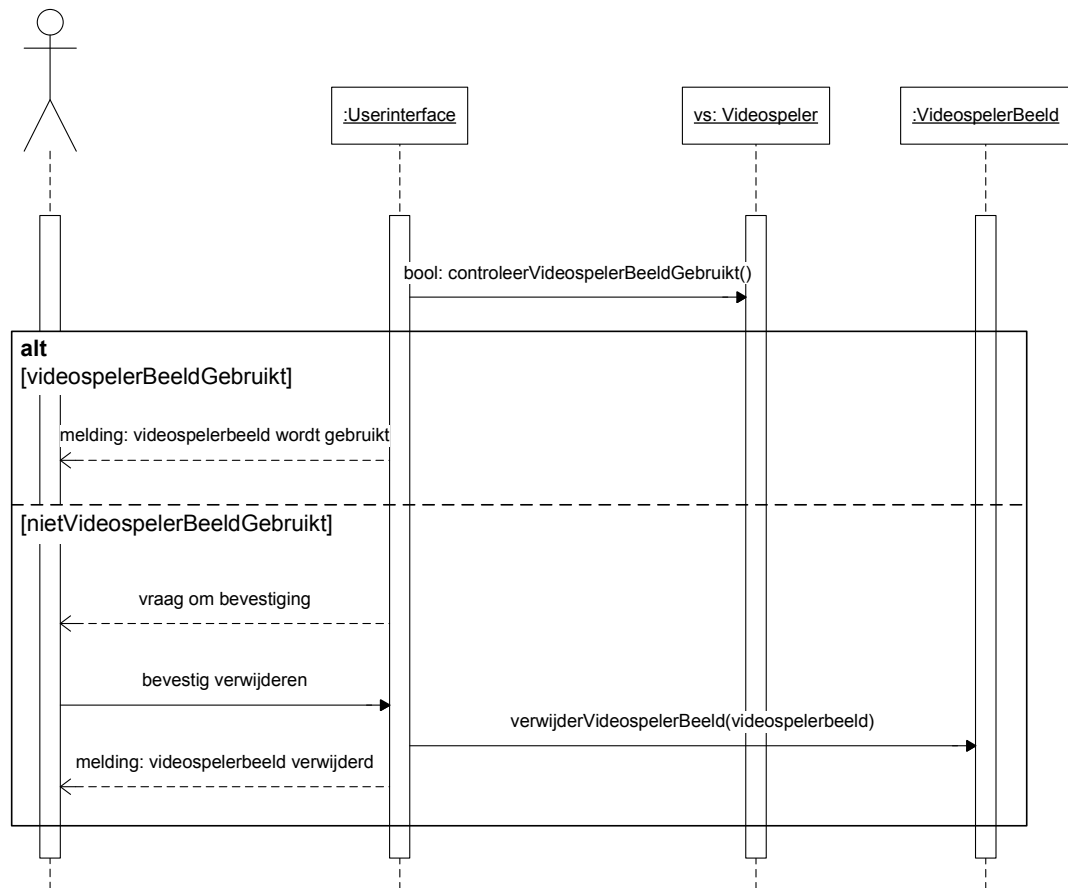 :Userinterface
vs: Videospeler
:VideospelerBeeld
bool: controleerVideospelerBeeldGebruikt()
alt
[videospelerBeeldGebruikt]
melding: videospelerbeeld wordt gebruikt
[nietVideospelerBeeldGebruikt]
vraag om bevestiging
bevestig verwijderen
verwijderVideospelerBeeld(videospelerbeeld)
melding: videospelerbeeld verwijderd